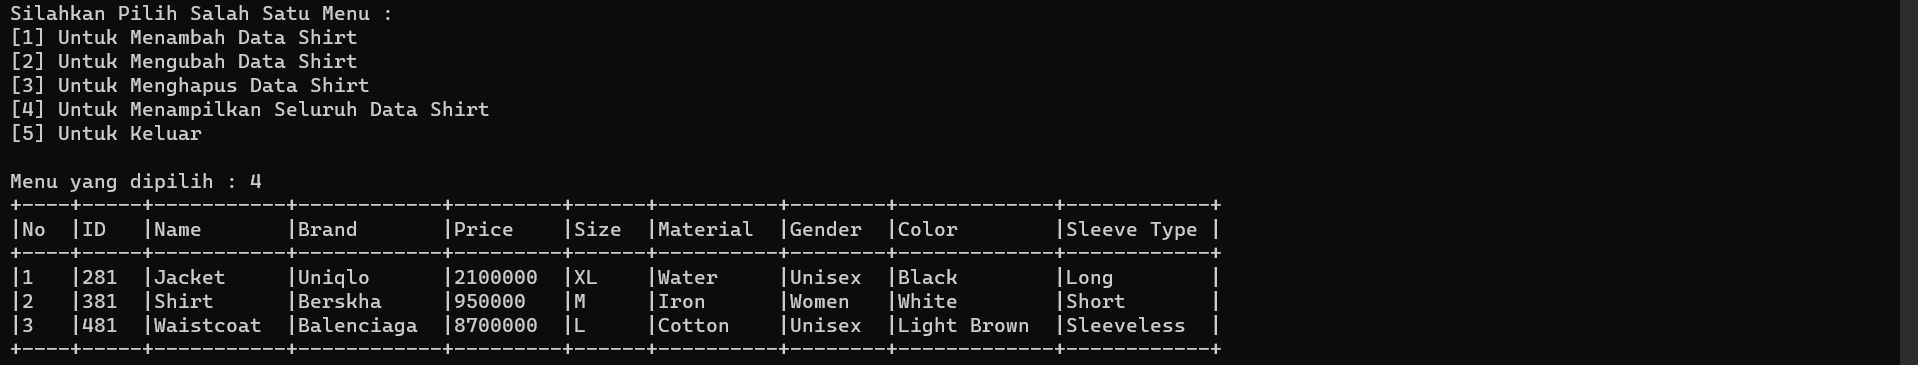 Silahkan Pilih Salah Satu Menu :
[1] Untuk Menambah Data Shirt
[2] Untuk Mengubah Data Shirt
[3] Untuk Menghapus Data Shirt
[4] Untuk Menampilkan Seluruh Data Shirt
[5] Untuk Keluar

Menu yang dipilih : 4
+----+-----+-----------+------------+---------+------+----------+--------+-------------+------------+
|No  |ID   |Name       |Brand       |Price    |Size  |Material  |Gender  |Color        |Sleeve Type |
+----+-----+-----------+------------+---------+------+----------+--------+-------------+------------+
|1   |281  |Jacket     |Uniqlo      |2100000  |XL    |Water     |Unisex  |Black        |Long        |
|2   |381  |Shirt      |Berskha     |950000   |M     |Iron      |Women   |White        |Short       |
|3   |481  |Waistcoat  |Balenciaga  |8700000  |L     |Cotton    |Unisex  |Light Brown  |Sleeveless  |
+----+-----+-----------+------------+---------+------+----------+--------+-------------+------------+